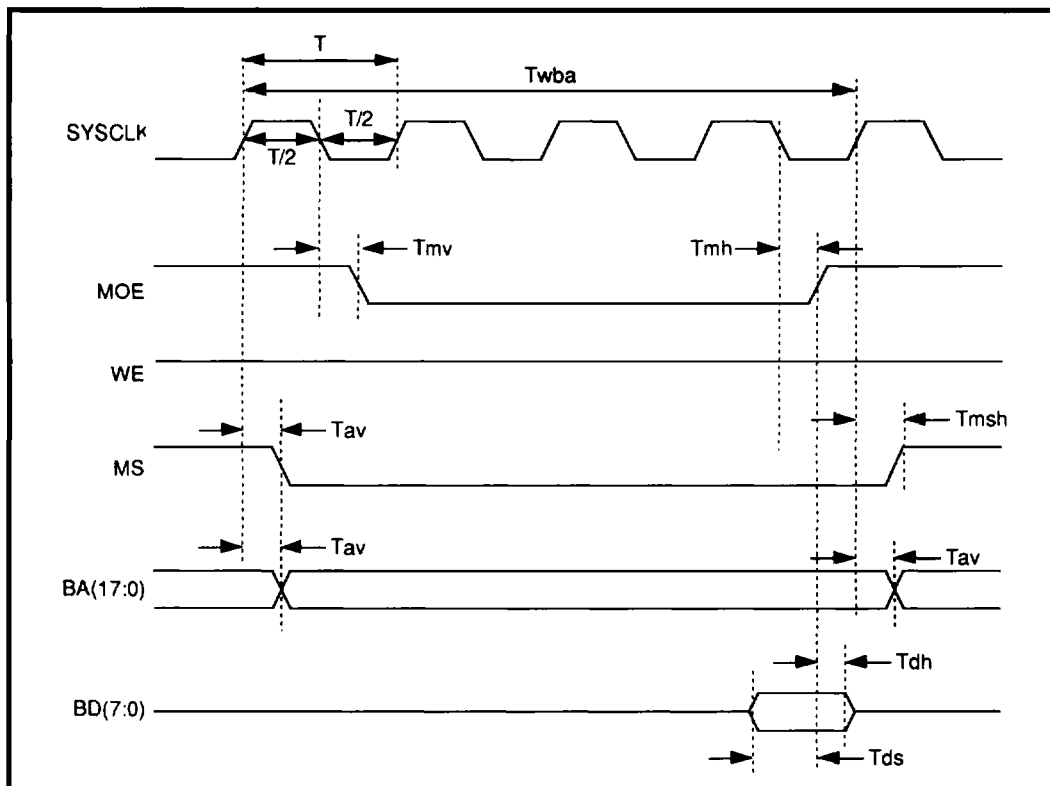 T
Twba
SYSCLK
T/2
T/2
Tmv
Tmh
MOE
WE
Tav
Tmsh
MS
Tav
Tav
BA(17:0)
Tdh
BD(7:0)
Tds